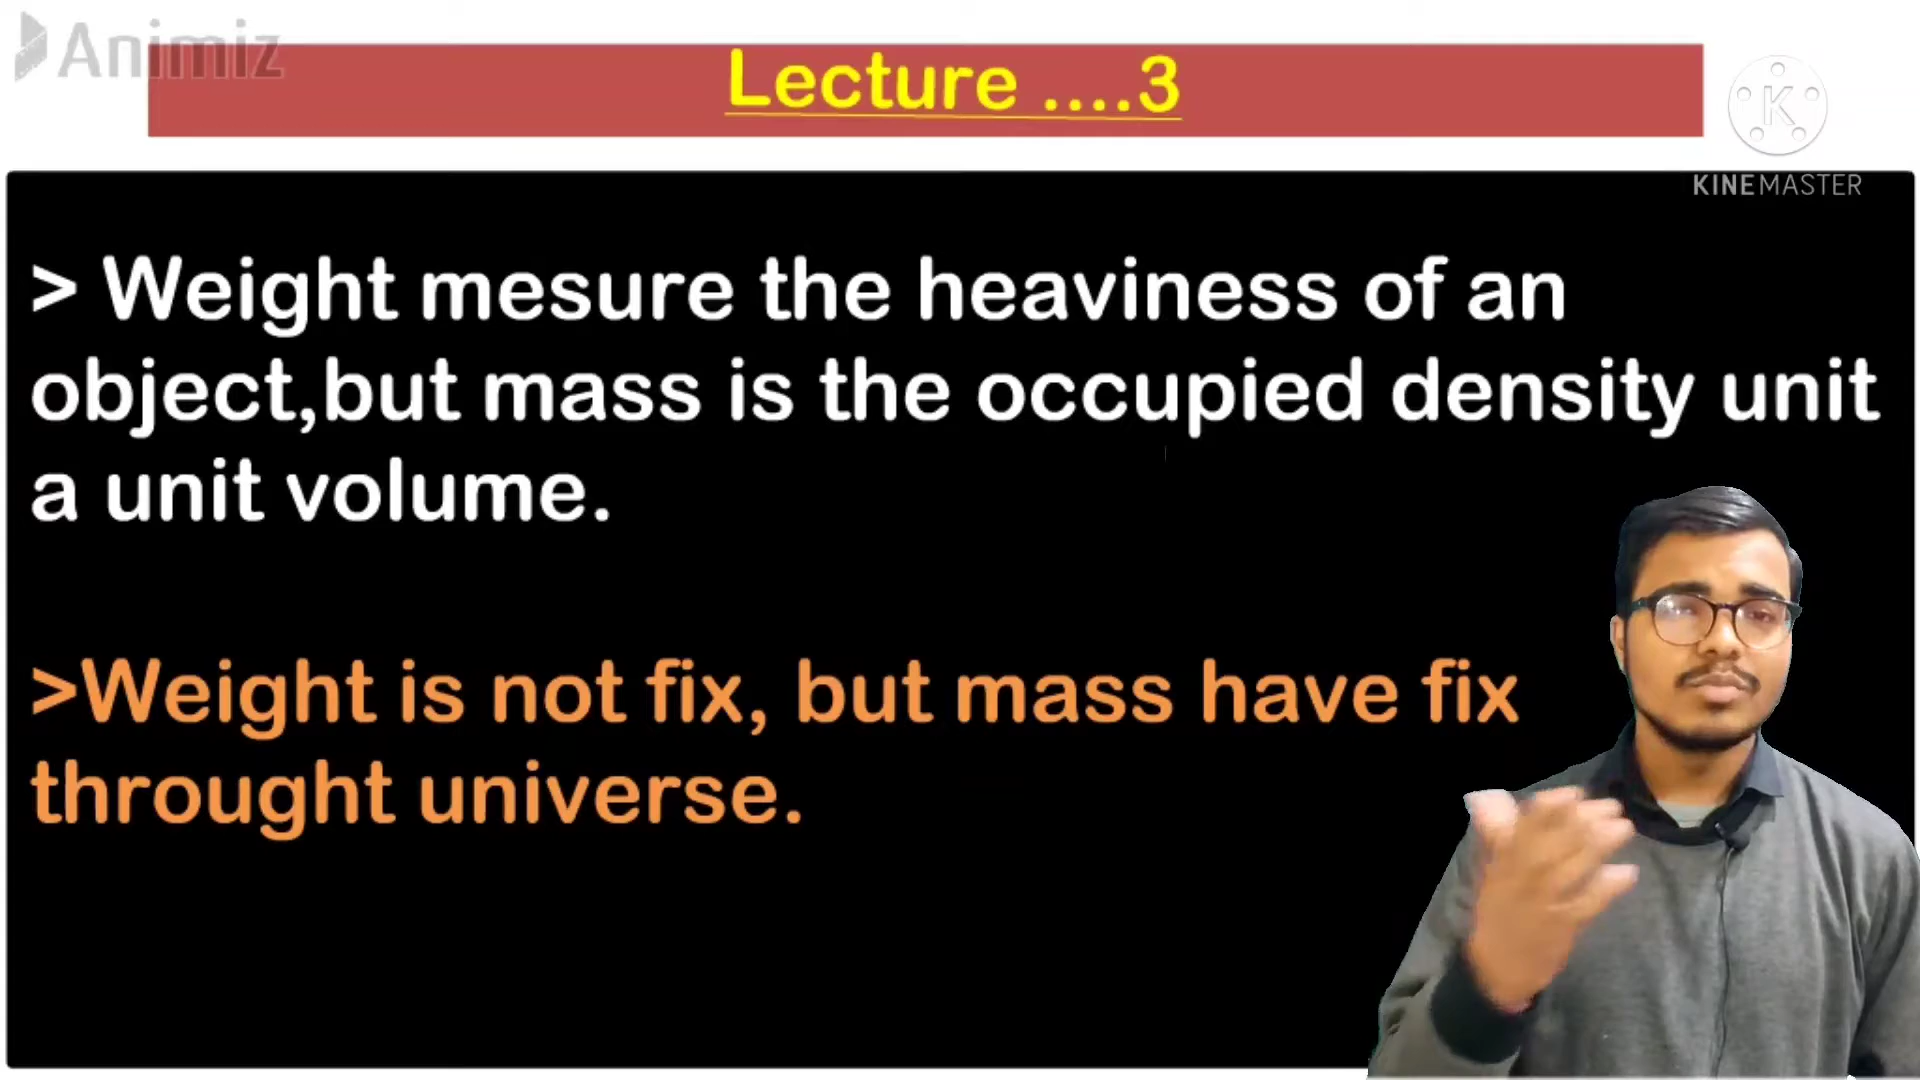 Animiz
Lecture ....3
K
KINEMASTER
> Weight mesure the heaviness of an
object,but mass is the occupied density unit
a unit volume.
>Weight is not fix, but mass have fix
throught universe.